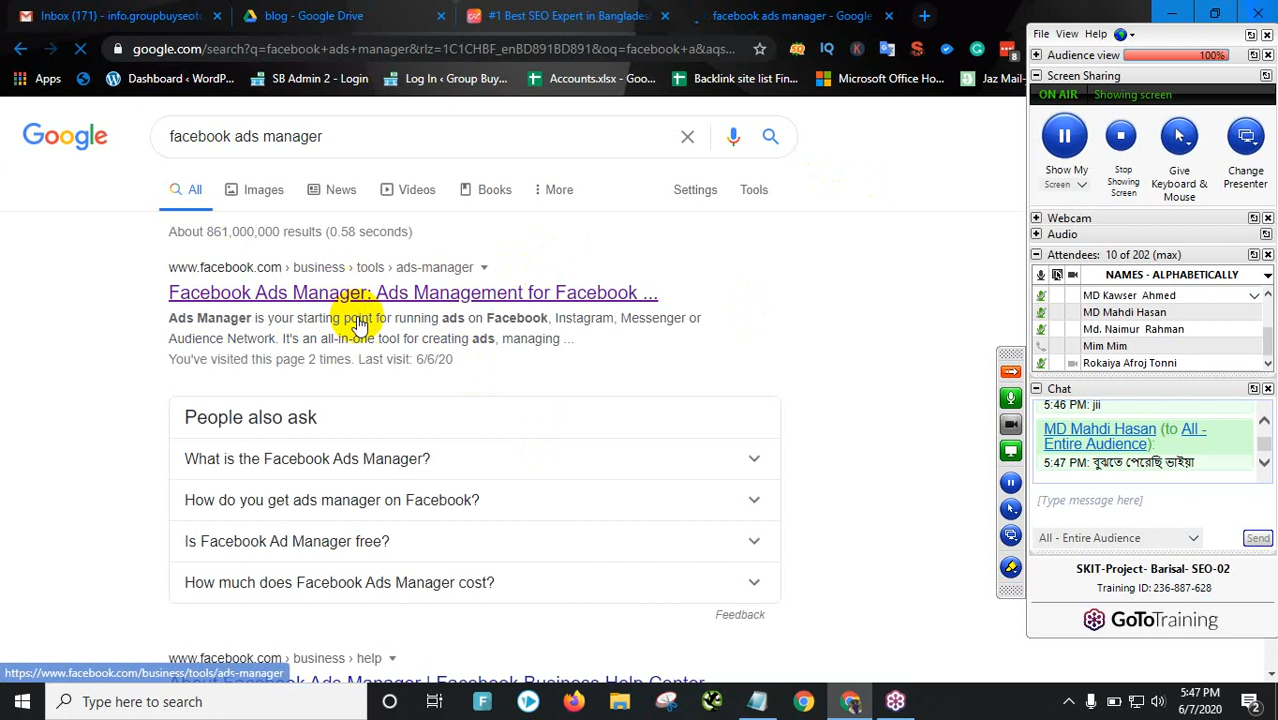 Inbox (171) - info.groupbuyseoto
blog - Google Drive
#1 Best SEO Expert in Banglades
facebook ads manager - Google
google.com/search?q=facebook+ads+manager&rlz=1C1CHBF_enBD891BD891&oq=facebook+a&aqs...
8
Apps
Dashboard ‹ WordP...
SB Admin 2 - Login
Log In ‹ Group Buy...
Accounts.xlsx - Goo...
Backlink site list Fin...
Microsoft Office Ho...
Jaz Mail-
Google
facebook ads manager
All
Images
News
Videos
Books
More
Settings
Tools
About 861,000,000 results (0.58 seconds)
www.facebook.com › business › tools › ads-manager
Facebook Ads Manager: Ads Management for Facebook ...
Ads Manager is your starting point for running ads on Facebook, Instagram, Messenger or
Audience Network. It's an all-in-one tool for creating ads, managing ...
You've visited this page 2 times. Last visit: 6/6/20
People also ask
What is the Facebook Ads Manager?
How do you get ads manager on Facebook?
Is Facebook Ad Manager free?
How much does Facebook Ads Manager cost?
Feedback
www.facebook.com › business › help
About Facebook Ads Manager | Facebook Business Help Center
https://www.facebook.com/business/tools/ads-manager
File View Help
Audience view 100%
Screen Sharing
ON AIR Showing screen
Show My
Screen
Stop
Showing
Screen
Give
Keyboard &
Mouse
Change
Presenter
Webcam
Audio
Attendees: 10 of 202 (max)
NAMES - ALPHABETICALLY
MD Kawser Ahmed
MD Mahdi Hasan
Md. Naimur Rahman
Mim Mim
Rokaiya Afroj Tonni
Chat
5:46 PM: jii
MD Mahdi Hasan (to All -
Entire Audience):
5:47 PM: বুঝতে পেরেছি ভাইয়া
[Type message here]
All - Entire Audience
Send
SKIT-Project- Barisal- SEO-02
Training ID: 236-887-628
GoToTraining
Type here to search
F
5:47 PM
6/7/2020
2